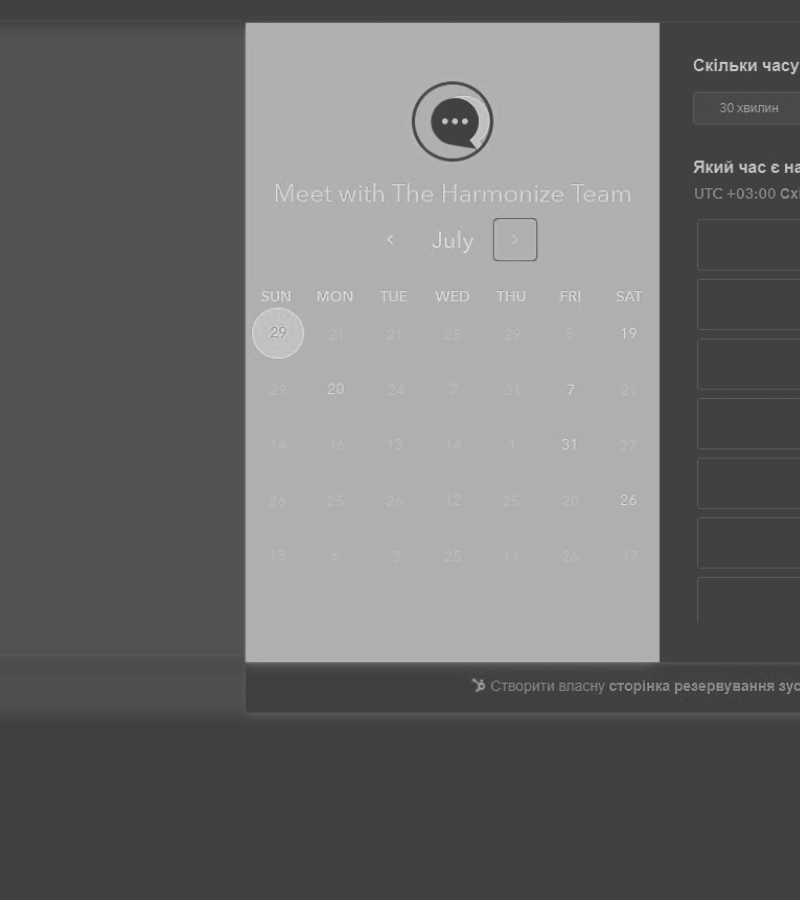 Meet with The Harmonize Team
July
SUN MON TUE WED THU FRI SAT
29 21 21 25 29 5 19
29 20 24 2 31 7 21
14 16 13 14 1 31 27
26 25 26 12 25 20 26
13 6 3 25 11 26 17
Скільки часу
30 хвилин
Який час є на
UTC +03:00 Схі
Створити власну сторінка резервування зус